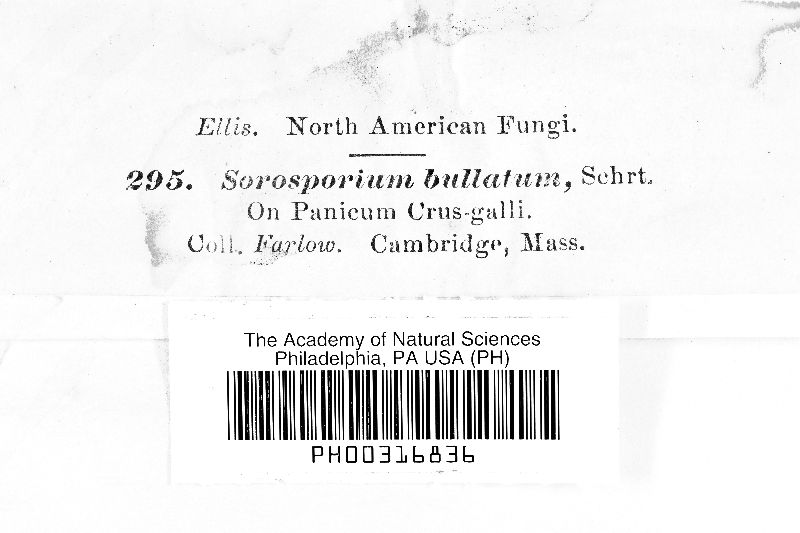 Ellis. North American Fungi.
295. Sorosporium bullatum, Schrt.
On Panicum Crus-galli.
Coll. Farlow. Cambridge, Mass.
The Academy of Natural Sciences
Philadelphia, PA USA (PH)
PH00316836